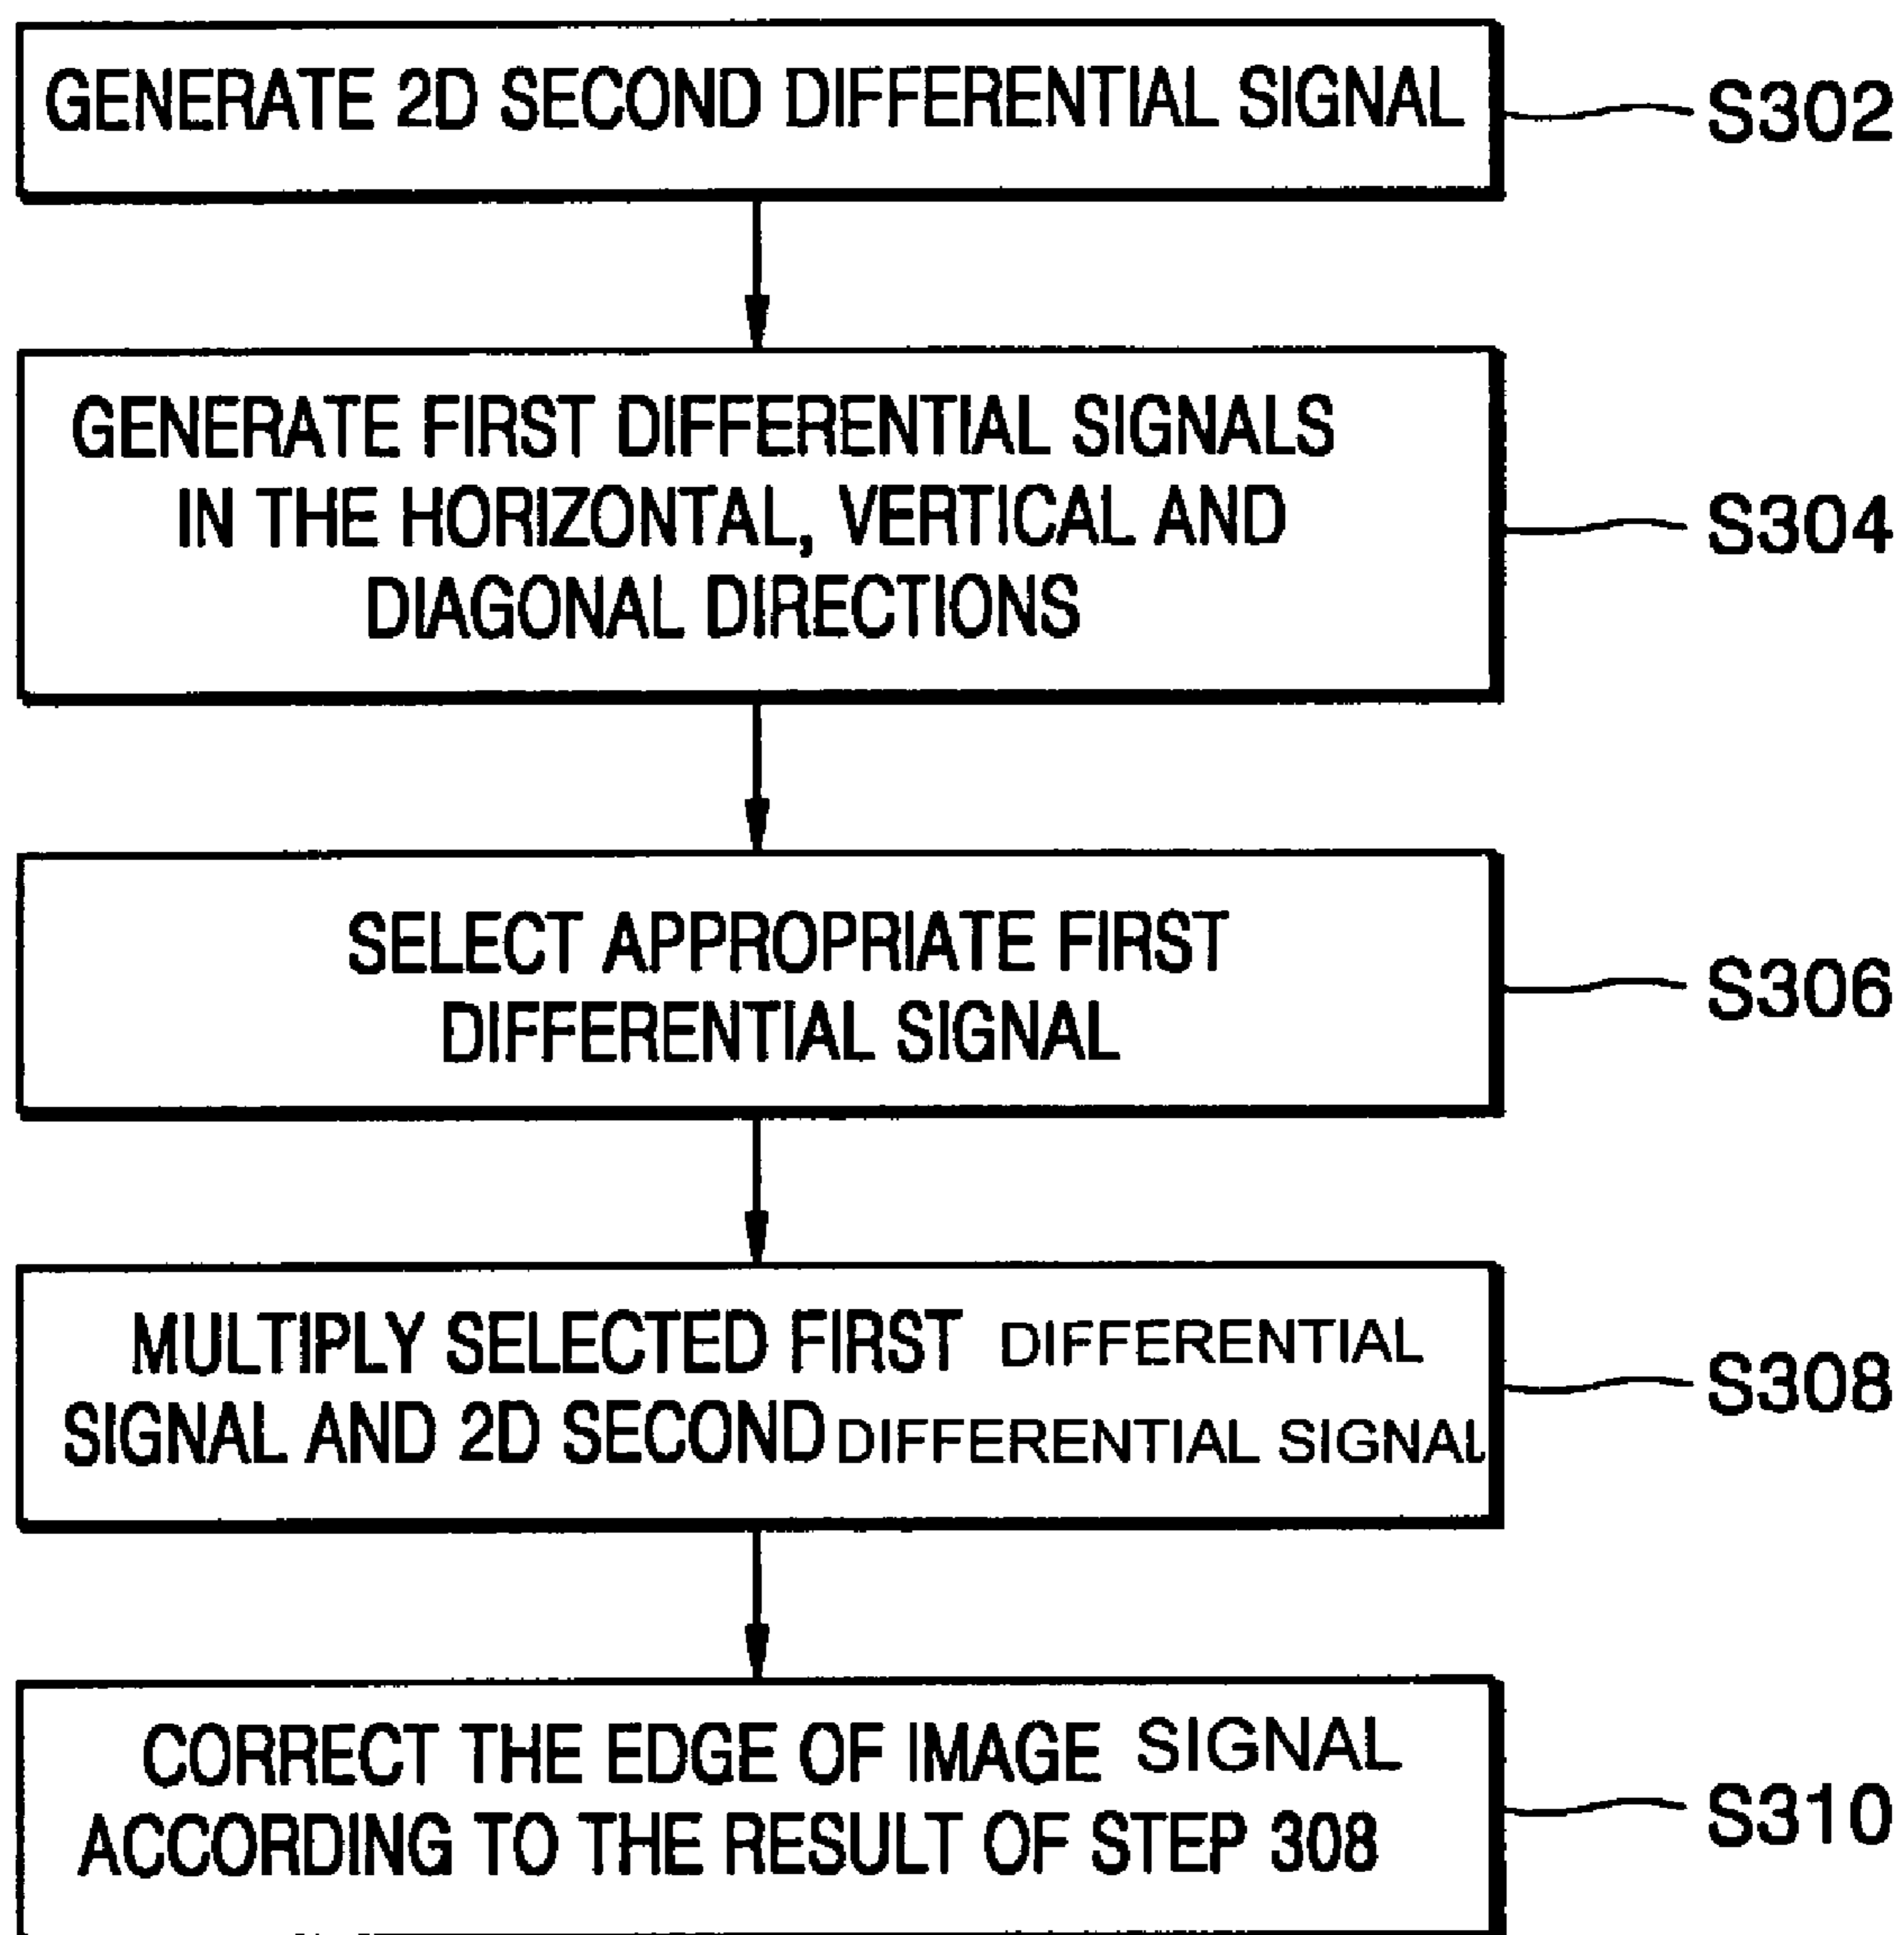 GENERATE 2D SECOND DIFFERENTIAL SIGNAL
S302
GENERATE FIRST DIFFERENTIAL SIGNALS
IN THE HORIZONTAL, VERTICAL AND
DIAGONAL DIRECTIONS
S304
SELECT APPROPRIATE FIRST
DIFFERENTIAL SIGNAL
S306
MULTIPLY SELECTED FIRST DIFFERENTIAL
SIGNAL AND 2D SECOND DIFFERENTIAL SIGNAL
S308
CORRECT THE EDGE OF IMAGE SIGNAL
ACCORDING TO THE RESULT OF STEP 308
S310